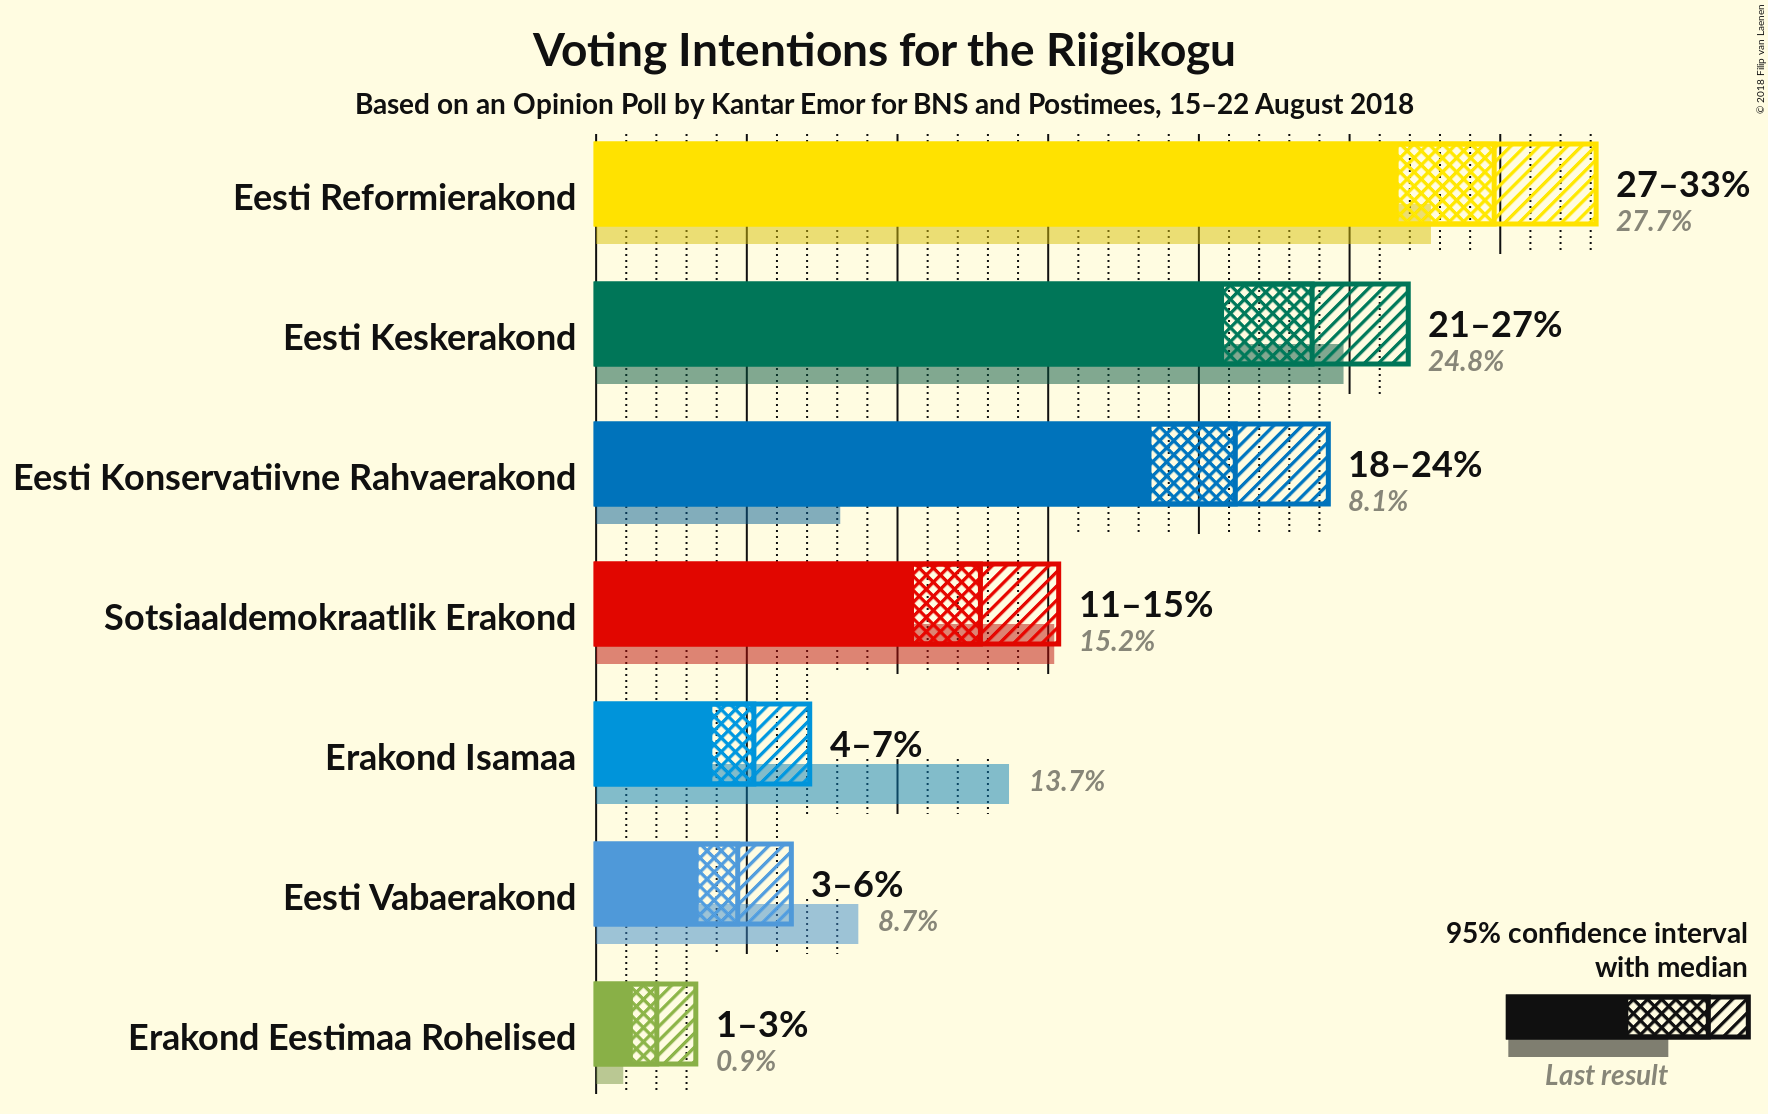 Voting Intentions for the Riigikogu
Based on an Opinion Poll by Kantar Emor for BNS and Postimees, 15–22 August 2018
© 2018 Filip van Laenen
Eesti Reformierakond
27–33%
27.7%
Eesti Keskerakond
21–27%
24.8%
Eesti Konservatiivne Rahvaerakond
18–24%
8.1%
Sotsiaaldemokraatlik Erakond
11–15%
15.2%
Erakond Isamaa
4–7%
13.7%
Eesti Vabaerakond
3–6%
8.7%
Erakond Eestimaa Rohelised
1–3%
0.9%
95% confidence interval
with median
Last result